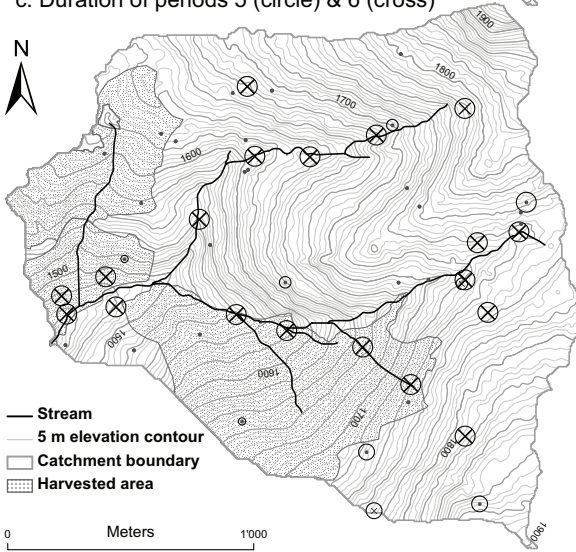 c. Duration of periods 5 (circle) & 6 (cross)
1900
N
1800
1700
1600
1500
1500
1600
1700
1800
Stream
5 m elevation contour
Catchment boundary
Harvested area
0 Meters 1'000
1900